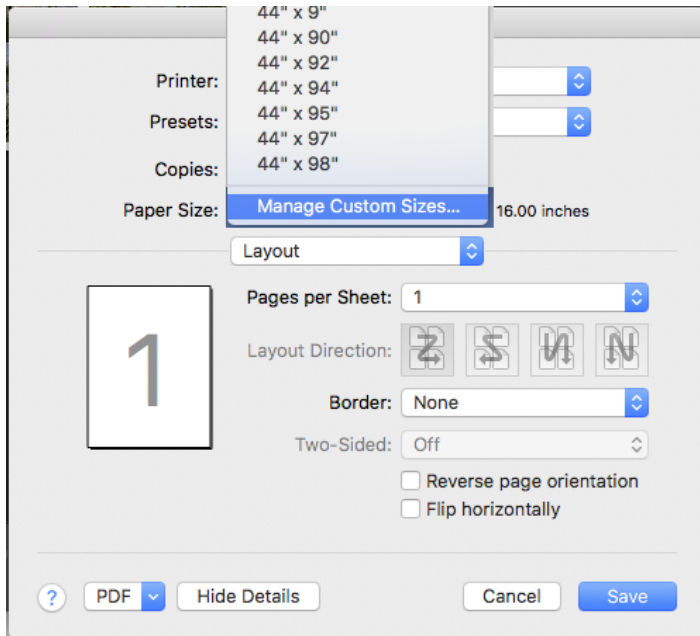 44" x 9"
44" x 90"
44" x 92"
44" x 94"
44" x 95"
44" x 97"
44" x 98"
Manage Custom Sizes...
Printer:
Presets:
Copies:
Paper Size:
16.00 inches
Layout
Pages per Sheet: 1
Layout Direction:
Border: None
Two-Sided: Off
Reverse page orientation
Flip horizontally
1
? PDF Hide Details Cancel Save